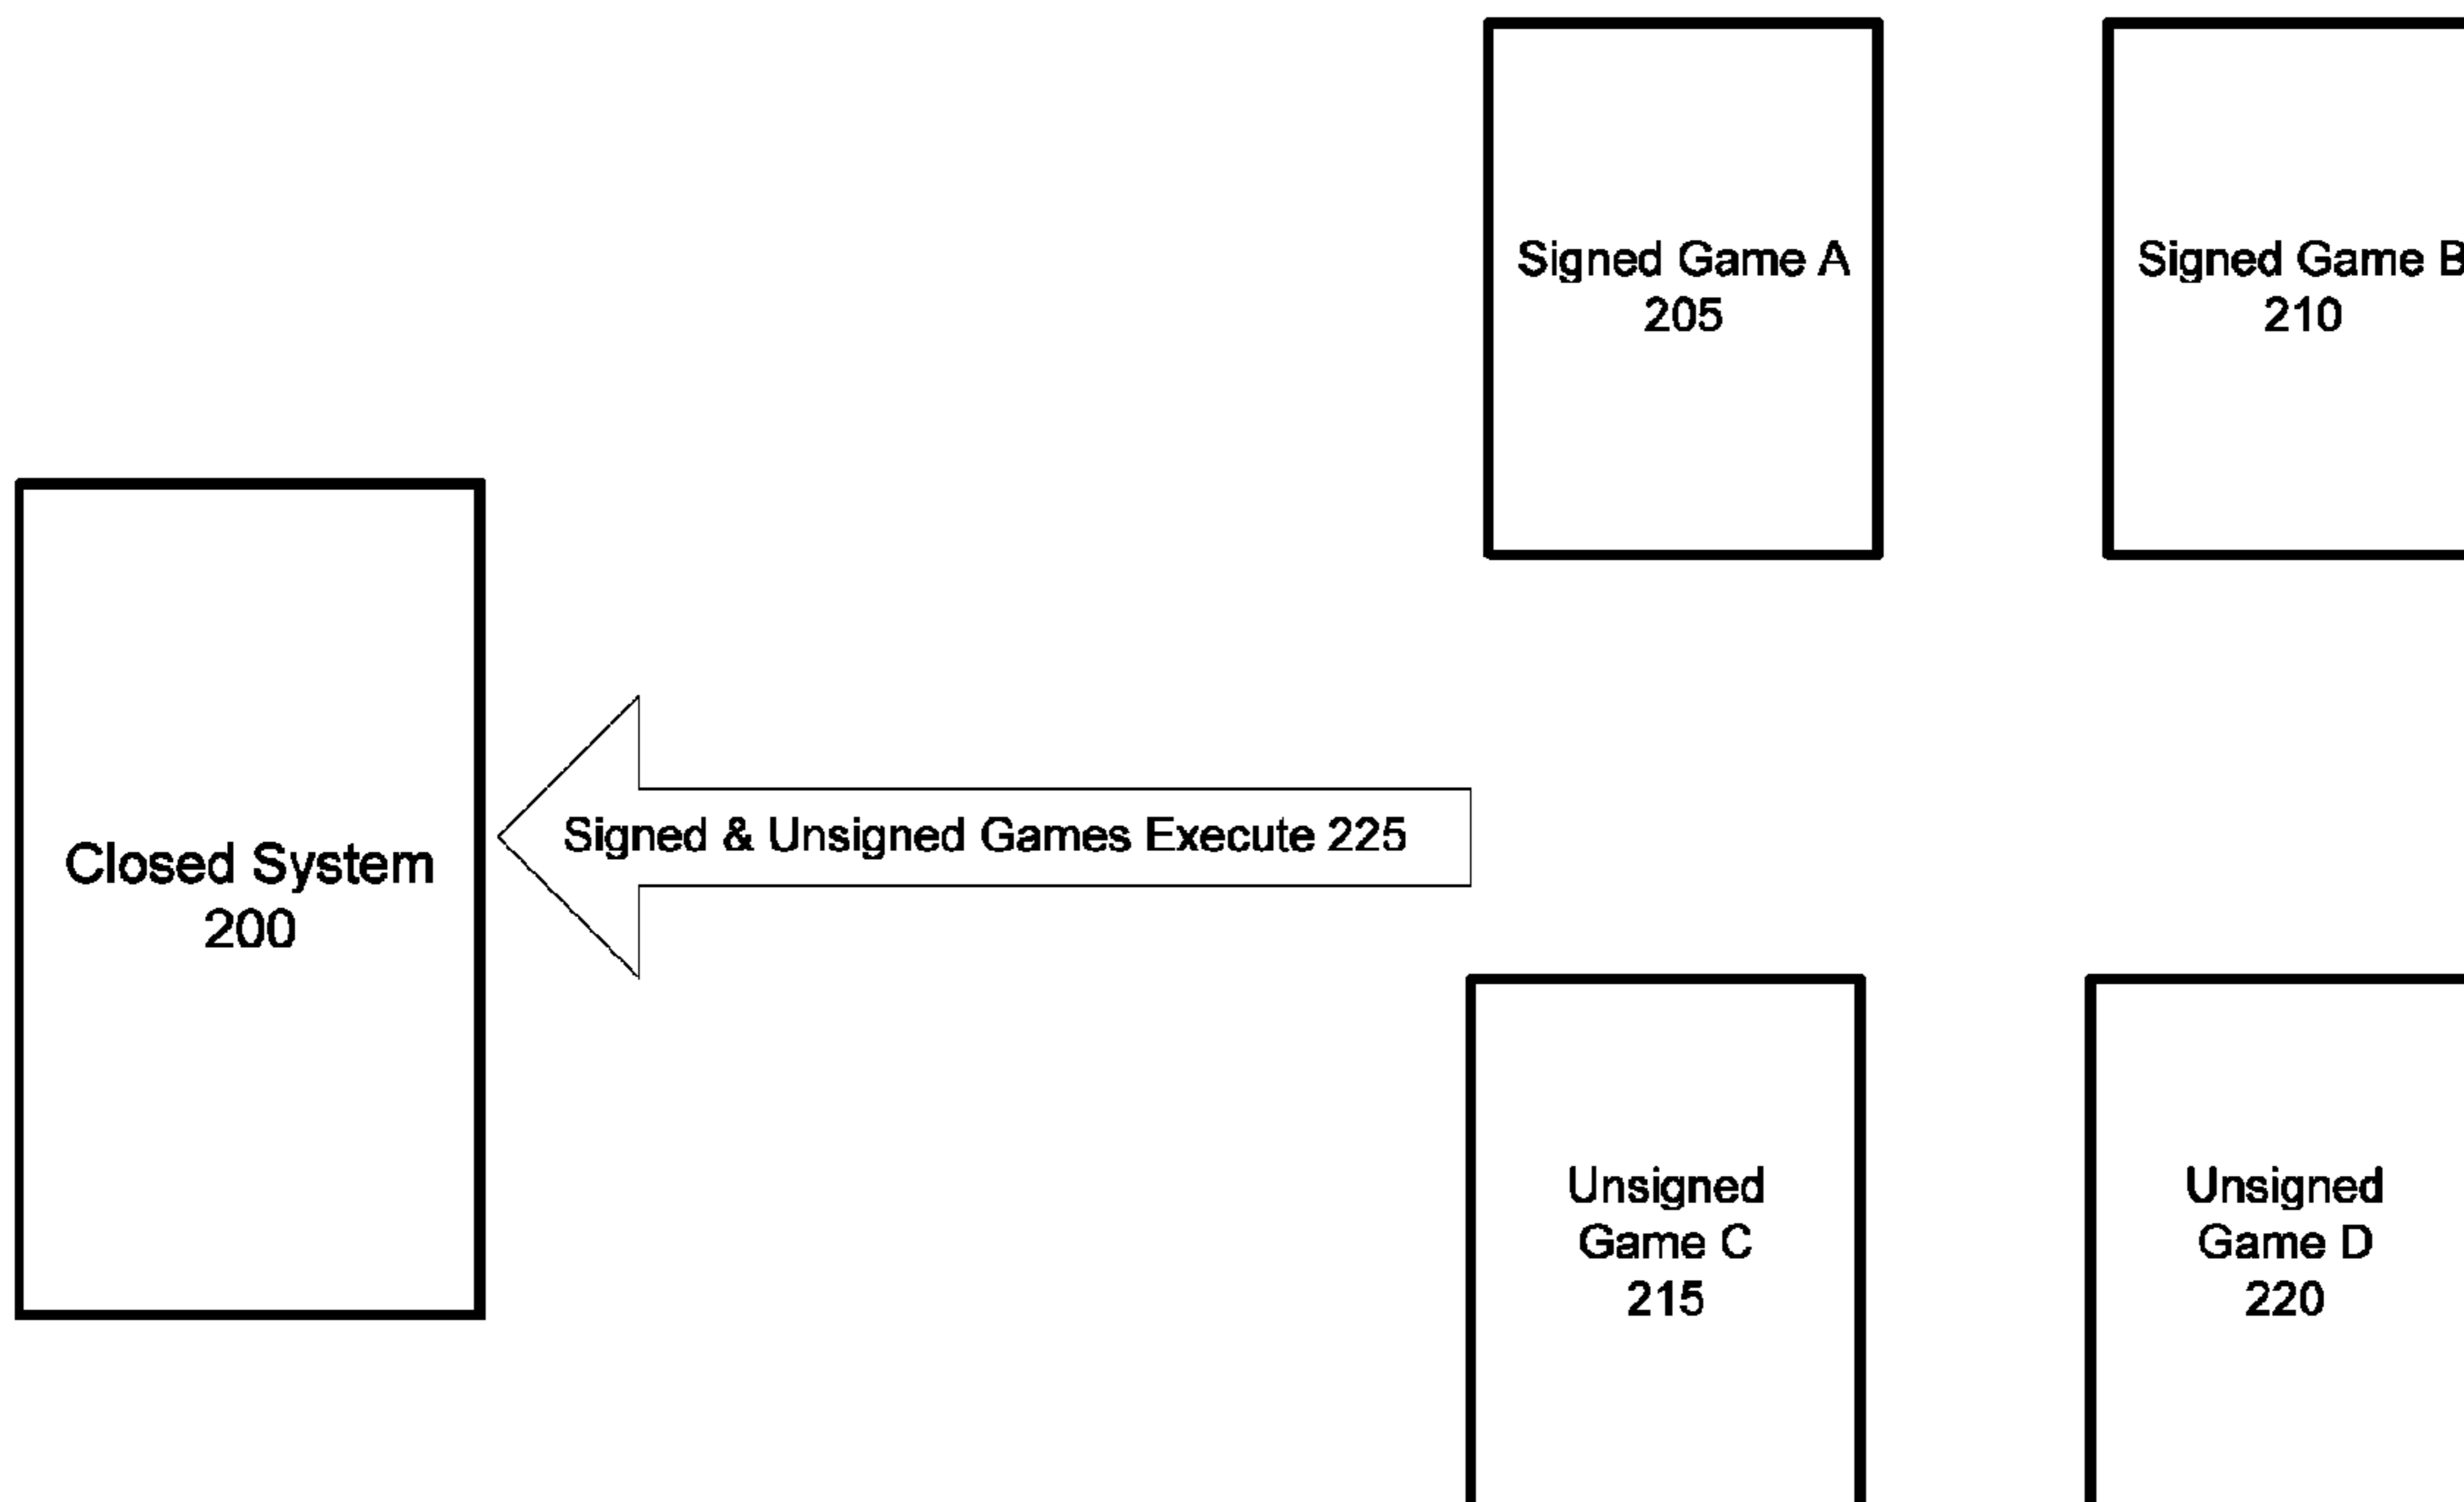 Signed Game A
205
Signed Game B
210
Closed System
200
Signed & Unsigned Games Execute 225
Unsigned
Game C
215
Unsigned
Game D
220